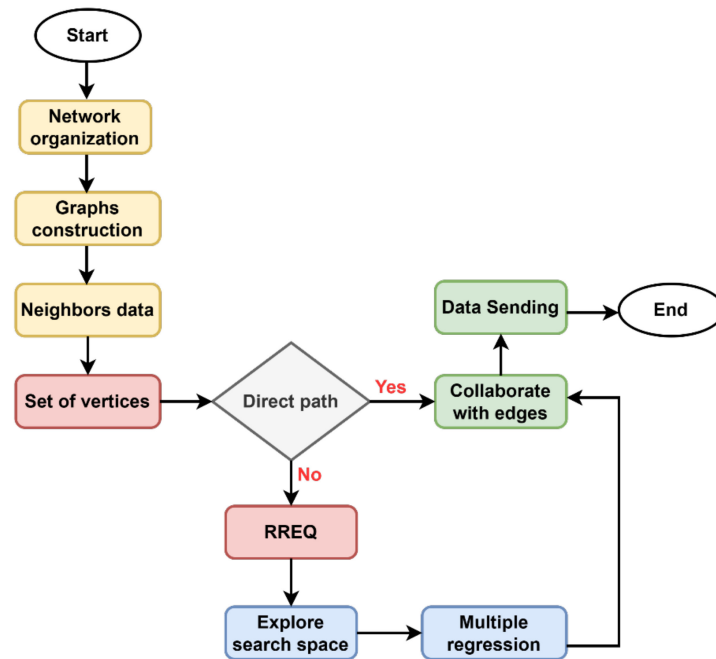 Start
Network
organization
Graphs
construction
Neighbors data
Set of vertices
Direct path
Yes
No
Collaborate
with edges
Data Sending
End
RREQ
Explore
search space
Multiple
regression